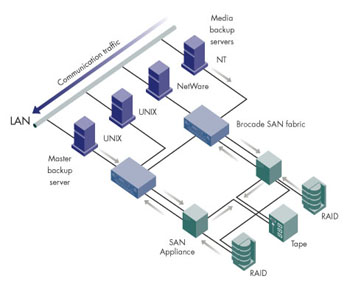 Media
backup
servers
Communication traffic
NT
NetWare
LAN
UNIX
Brocade SAN fabric
UNIX
Master
backup
server
RAID
SAN
Appliance
Tape
RAID